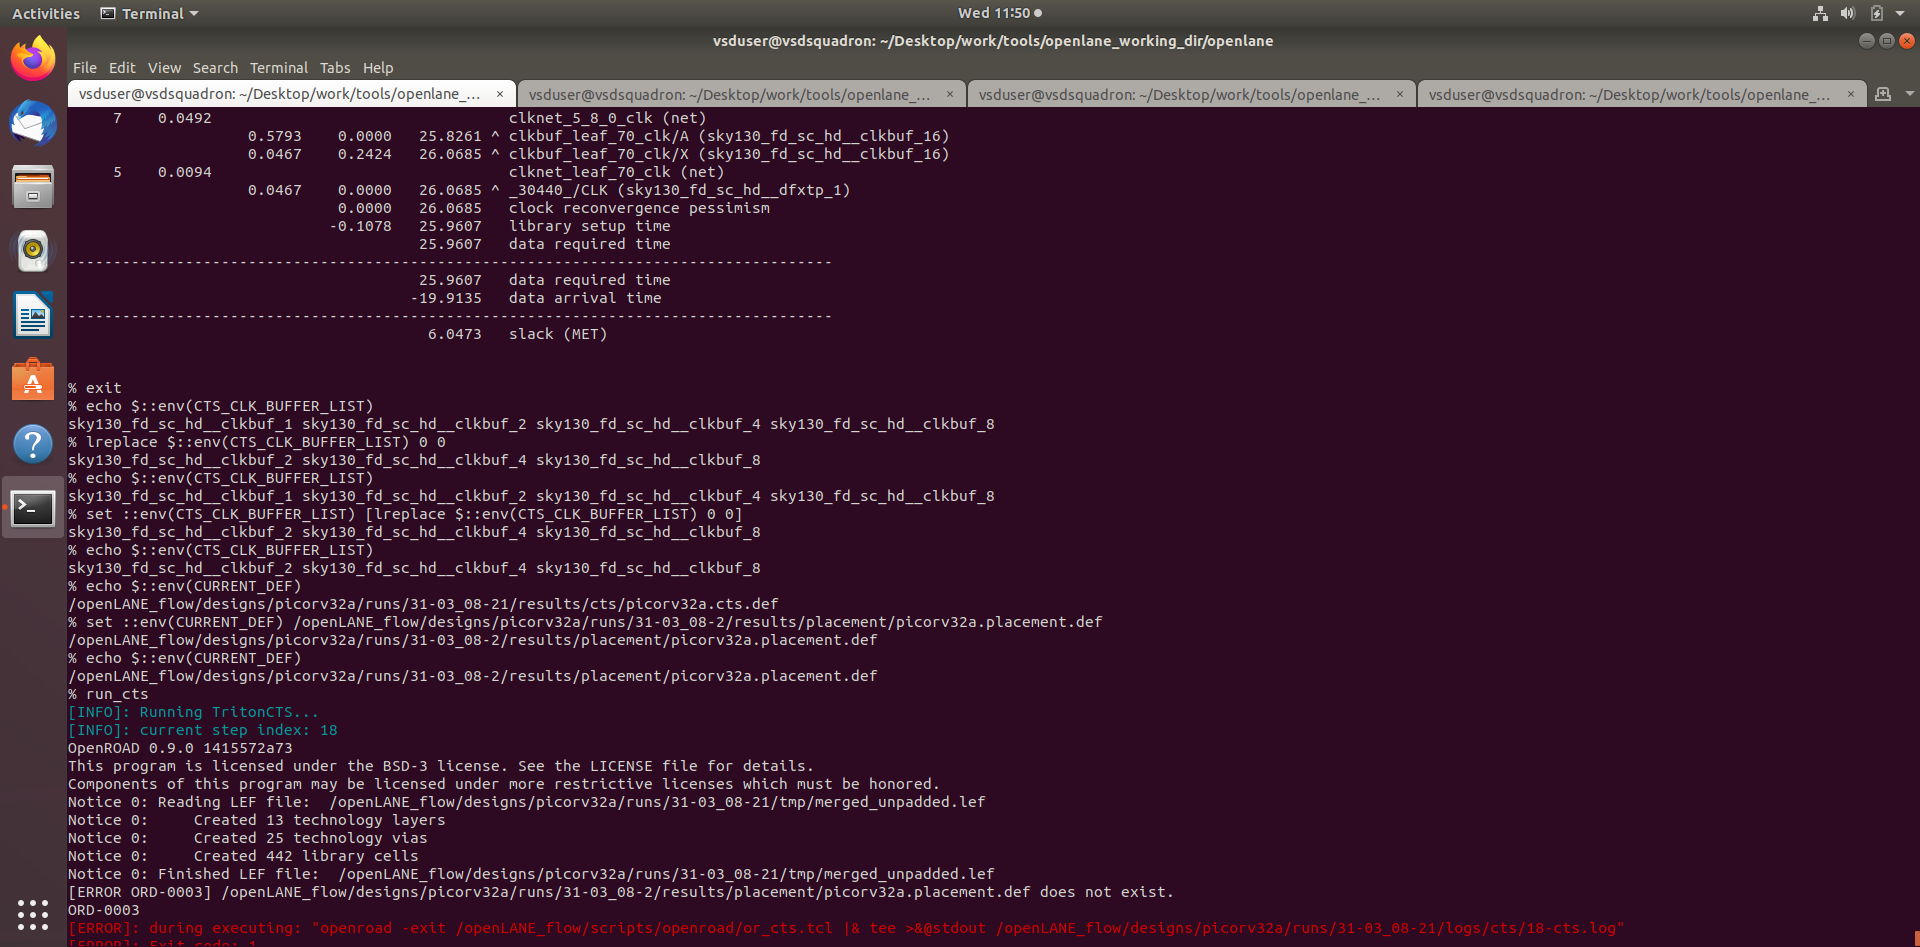 Activities Terminal Wed 11:50
vsduser@vsdsquadron: ~/Desktop/work/tools/openlane_working_dir/openlane
File Edit View Search Terminal Tabs Help
vsduser@vsdsquadron: ~/Desktop/work/tools/openlane_... × vsduser@vsdsquadron: ~/Desktop/work/tools/openlane_... × vsduser@vsdsquadron: ~/Desktop/work/tools/openlane_... × vsduser@vsdsquadron: ~/Desktop/work/tools/openlane_... ×
7 0.0492 clknet_5_8_0_clk (net)
0.5793 0.0000 25.8261 ^ clkbuf_leaf_70_clk/A (sky130_fd_sc_hd__clkbuf_16)
0.0467 0.2424 26.0685 ^ clkbuf_leaf_70_clk/X (sky130_fd_sc_hd__clkbuf_16)
5 0.0094 clknet_leaf_70_clk (net)
0.0467 0.0000 26.0685 ^ _30440_/CLK (sky130_fd_sc_hd__dfxtp_1)
0.0000 26.0685 clock reconvergence pessimism
-0.1078 25.9607 library setup time
25.9607 data required time
-------------------------------------------------------------------------------------
25.9607 data required time
-19.9135 data arrival time
-------------------------------------------------------------------------------------
6.0473 slack (MET)
% exit
% echo $::env(CTS_CLK_BUFFER_LIST)
sky130_fd_sc_hd__clkbuf_1 sky130_fd_sc_hd__clkbuf_2 sky130_fd_sc_hd__clkbuf_4 sky130_fd_sc_hd__clkbuf_8
% lreplace $::env(CTS_CLK_BUFFER_LIST) 0 0
sky130_fd_sc_hd__clkbuf_2 sky130_fd_sc_hd__clkbuf_4 sky130_fd_sc_hd__clkbuf_8
% echo $::env(CTS_CLK_BUFFER_LIST)
sky130_fd_sc_hd__clkbuf_1 sky130_fd_sc_hd__clkbuf_2 sky130_fd_sc_hd__clkbuf_4 sky130_fd_sc_hd__clkbuf_8
% set ::env(CTS_CLK_BUFFER_LIST) [lreplace $::env(CTS_CLK_BUFFER_LIST) 0 0]
sky130_fd_sc_hd__clkbuf_2 sky130_fd_sc_hd__clkbuf_4 sky130_fd_sc_hd__clkbuf_8
% echo $::env(CTS_CLK_BUFFER_LIST)
sky130_fd_sc_hd__clkbuf_2 sky130_fd_sc_hd__clkbuf_4 sky130_fd_sc_hd__clkbuf_8
% echo $::env(CURRENT_DEF)
/openLANE_flow/designs/picorv32a/runs/31-03_08-21/results/cts/picorv32a.cts.def
% set ::env(CURRENT_DEF) /openLANE_flow/designs/picorv32a/runs/31-03_08-2/results/placement/picorv32a.placement.def
/openLANE_flow/designs/picorv32a/runs/31-03_08-2/results/placement/picorv32a.placement.def
% echo $::env(CURRENT_DEF)
/openLANE_flow/designs/picorv32a/runs/31-03_08-2/results/placement/picorv32a.placement.def
% run_cts
[INFO]: Running TritonCTS...
[INFO]: current step index: 18
OpenROAD 0.9.0 1415572a73
This program is licensed under the BSD-3 license. See the LICENSE file for details.
Components of this program may be licensed under more restrictive licenses which must be honored.
Notice 0: Reading LEF file:  /openLANE_flow/designs/picorv32a/runs/31-03_08-21/tmp/merged_unpadded.lef
Notice 0:     Created 13 technology layers
Notice 0:     Created 25 technology vias
Notice 0:     Created 442 library cells
Notice 0: Finished LEF file:  /openLANE_flow/designs/picorv32a/runs/31-03_08-21/tmp/merged_unpadded.lef
[ERROR ORD-0003] /openLANE_flow/designs/picorv32a/runs/31-03_08-2/results/placement/picorv32a.placement.def does not exist.
ORD-0003
[ERROR]: during executing: "openroad -exit /openLANE_flow/scripts/openroad/or_cts.tcl |& tee >&@stdout /openLANE_flow/designs/picorv32a/runs/31-03_08-21/logs/cts/18-cts.log"
[ERROR]: Exit code: 1